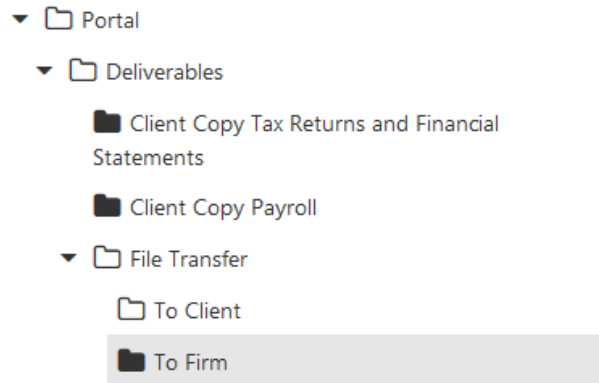 Portal
Deliverables
Client Copy Tax Returns and Financial
Statements
Client Copy Payroll
File Transfer
To Client
To Firm